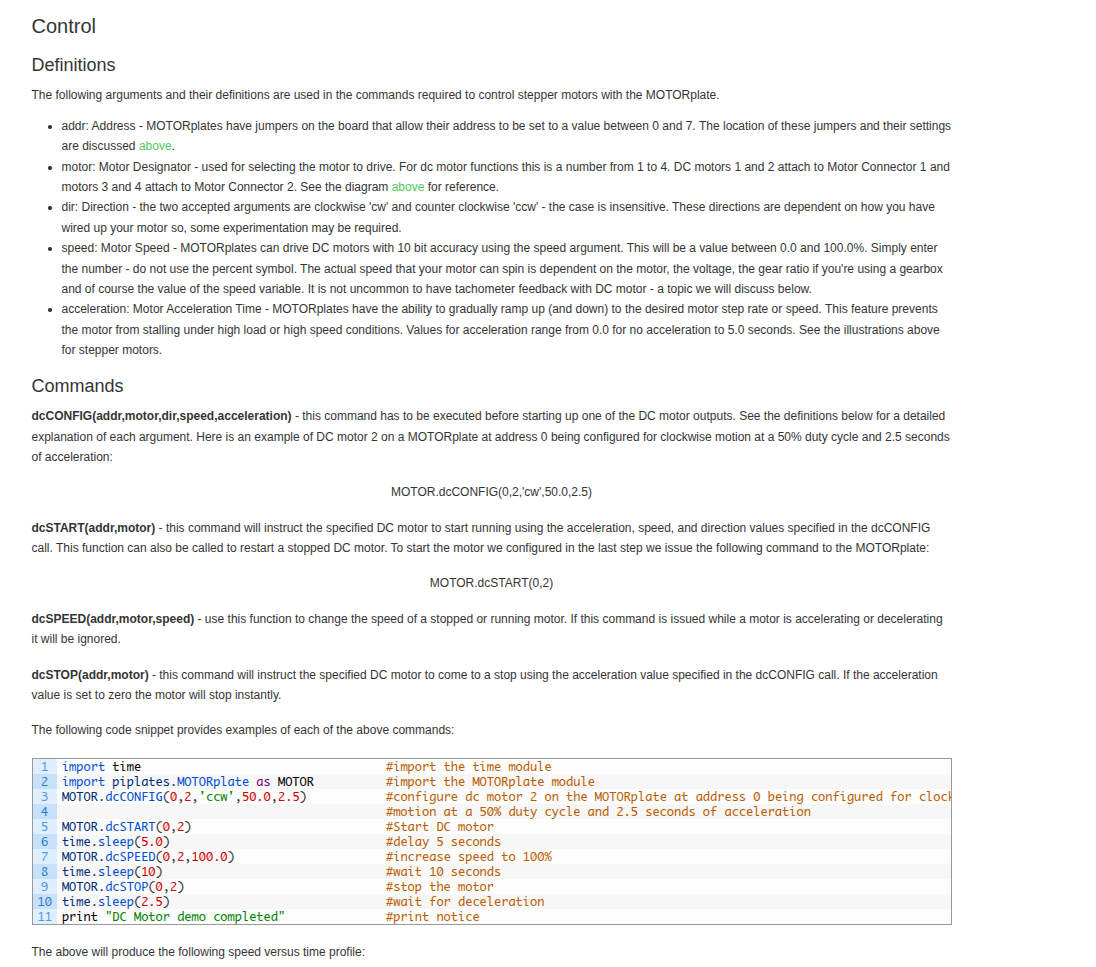 Control
Definitions
The following arguments and their definitions are used in the commands required to control stepper motors with the MOTORplate.
• addr: Address - MOTORplates have jumpers on the board that allow their address to be set to a value between 0 and 7. The location of these jumpers and their settings
are discussed above.
• motor: Motor Designator - used for selecting the motor to drive. For dc motor functions this is a number from 1 to 4. DC motors 1 and 2 attach to Motor Connector 1 and
motors 3 and 4 attach to Motor Connector 2. See the diagram above for reference.
• dir: Direction - the two accepted arguments are clockwise 'cw' and counter clockwise 'ccw' - the case is insensitive. These directions are dependent on how you have
wired up your motor so, some experimentation may be required.
• speed: Motor Speed - MOTORplates can drive DC motors with 10 bit accuracy using the speed argument. This will be a value between 0.0 and 100.0%. Simply enter
the number - do not use the percent symbol. The actual speed that your motor can spin is dependent on the motor, the voltage, the gear ratio if you're using a gearbox
and of course the value of the speed variable. It is not uncommon to have tachometer feedback with DC motor - a topic we will discuss below.
• acceleration: Motor Acceleration Time - MOTORplates have the ability to gradually ramp up (and down) to the desired motor step rate or speed. This feature prevents
the motor from stalling under high load or high speed conditions. Values for acceleration range from 0.0 for no acceleration to 5.0 seconds. See the illustrations above
for stepper motors.
Commands
dcCONFIG(addr,motor,dir,speed,acceleration) - this command has to be executed before starting up one of the DC motor outputs. See the definitions below for a detailed
explanation of each argument. Here is an example of DC motor 2 on a MOTORplate at address 0 being configured for clockwise motion at a 50% duty cycle and 2.5 seconds
of acceleration:
MOTOR.dcCONFIG(0,2,'cw',50.0,2.5)
dcSTART(addr,motor) - this command will instruct the specified DC motor to start running using the acceleration, speed, and direction values specified in the dcCONFIG
call. This function can also be called to restart a stopped DC motor. To start the motor we configured in the last step we issue the following command to the MOTORplate:
MOTOR.dcSTART(0,2)
dcSPEED(addr,motor,speed) - use this function to change the speed of a stopped or running motor. If this command is issued while a motor is accelerating or decelerating
it will be ignored.
dcSTOP(addr,motor) - this command will instruct the specified DC motor to come to a stop using the acceleration value specified in the dcCONFIG call. If the acceleration
value is set to zero the motor will stop instantly.
The following code snippet provides examples of each of the above commands:
1 import time #import the time module
2 import piplates.MOTORplate as MOTOR #import the MOTORplate module
3 MOTOR.dcCONFIG(0,2,'ccw',50.0,2.5) #configure dc motor 2 on the MOTORplate at address 0 being configured for clock
4 #motion at a 50% duty cycle and 2.5 seconds of acceleration
5 MOTOR.dcSTART(0,2) #Start DC motor
6 time.sleep(5.0) #delay 5 seconds
7 MOTOR.dcSPEED(0,2,100.0) #increase speed to 100%
8 time.sleep(10) #wait 10 seconds
9 MOTOR.dcSTOP(0,2) #stop the motor
10 time.sleep(2.5) #wait for deceleration
11 print "DC Motor demo completed" #print notice
The above will produce the following speed versus time profile: